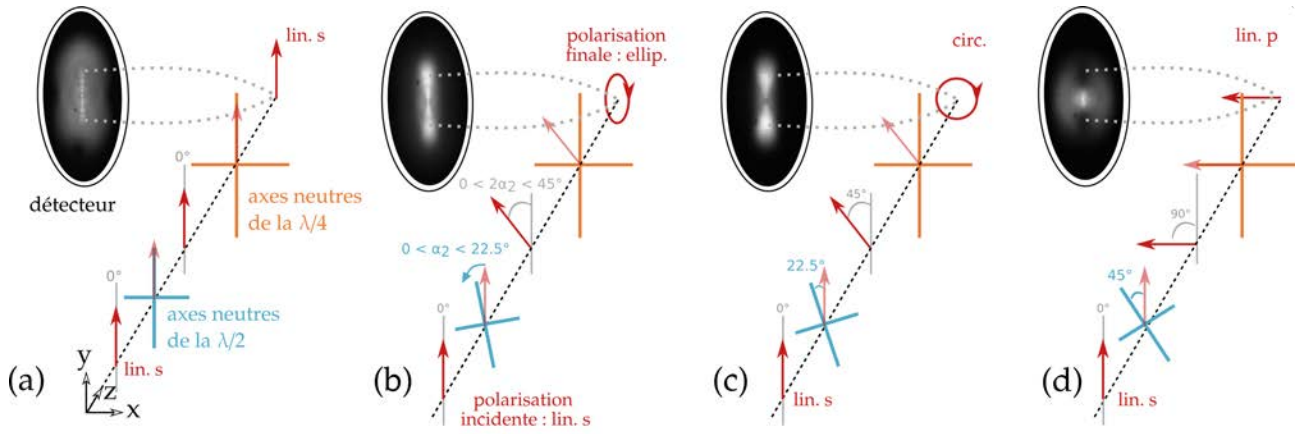 lin. s
0°
détecteur
axes neutres
de la λ/4
0°
axes neutres
de la λ/2
lin. s
(a)
y
z
x
polarisation
finale : ellip.
0 < 2α2 < 45°
0 < α2 < 22.5°
0°
(b)
polarisation
incidente : lin. s
circ.
45°
22.5°
0°
(c)
lin. s
lin. p
90°
45°
0°
(d)
lin. s